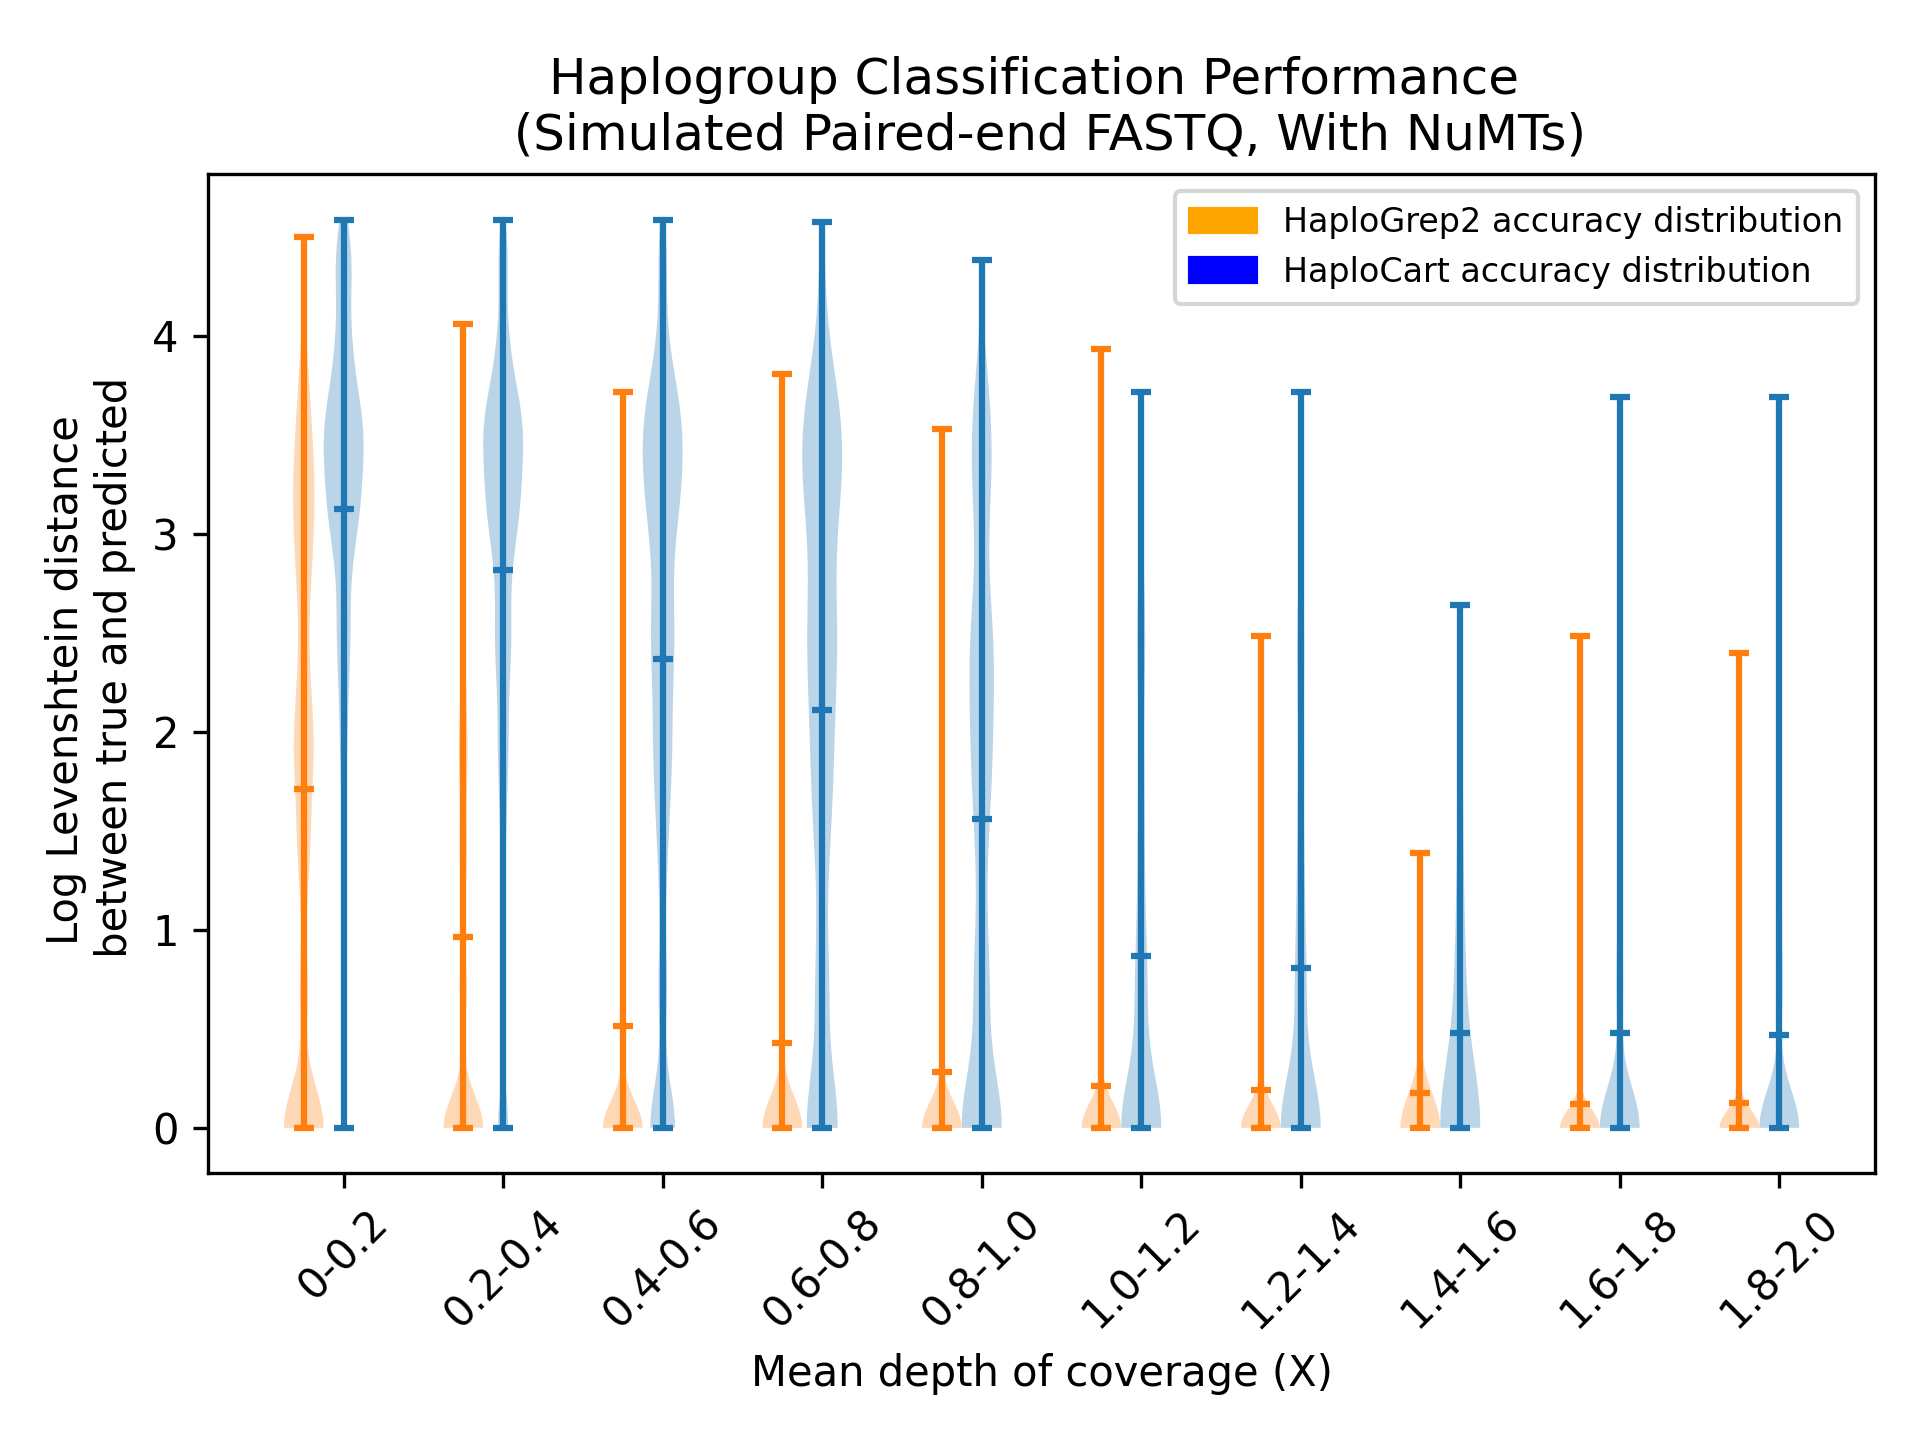 Haplogroup Classification Performance
(Simulated Paired-end FASTQ, With NuMTs)
HaploGrep2 accuracy distribution
HaploCart accuracy distribution
Log Levenshtein distance
between true and predicted
4
3
2
1
0
0-0.2
0.2-0.4
0.4-0.6
0.6-0.8
0.8-1.0
1.0-1.2
1.2-1.4
1.4-1.6
1.6-1.8
1.8-2.0
Mean depth of coverage (X)